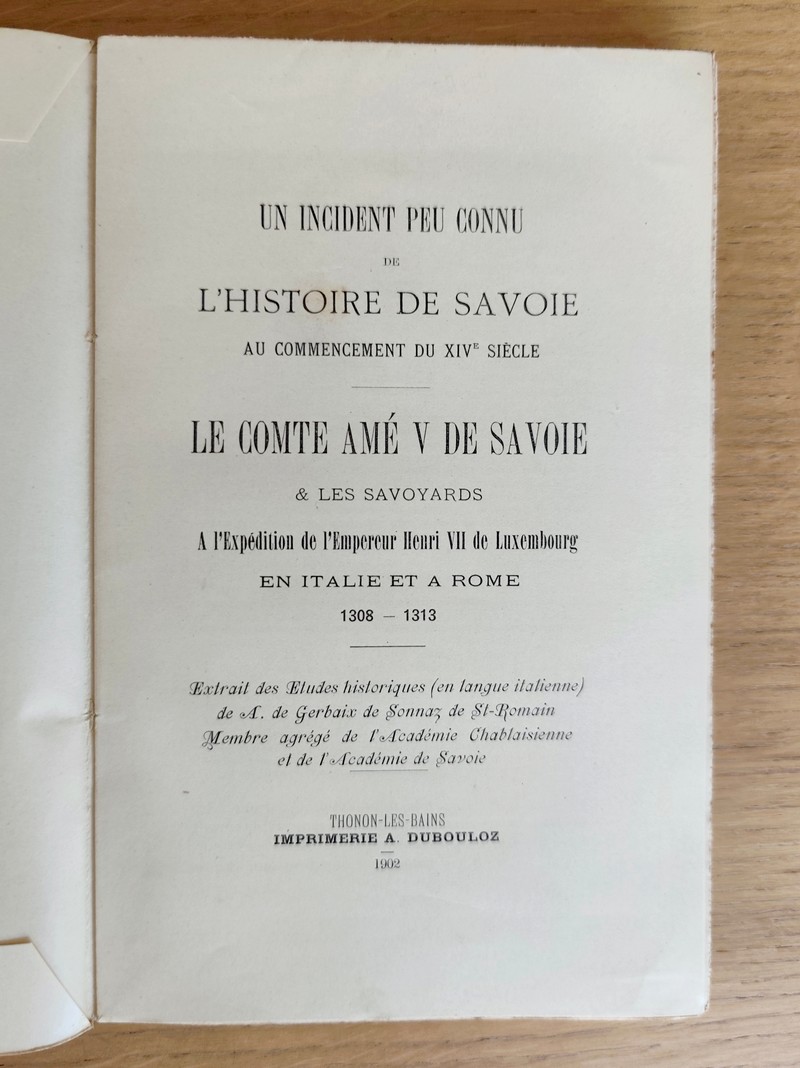 UN INCIDENT PEU CONNU
DE
L'HISTOIRE DE SAVOIE
AU COMMENCEMENT DU XIVE SIÈCLE
LE COMTE AMÉ V DE SAVOIE
& LES SAVOYARDS
A l'Expédition de l'Empereur Henri VII de Luxembourg
EN ITALIE ET A ROME
1308 — 1313
Extrait des Etudes historiques (en langue italienne)
de A. de Gerbaix de Sonnaz de St-Romain
Membre agrégé de l'Académie Chablaisienne
et de l'Académie de Savoie
THONON-LES-BAINS
IMPRIMERIE A. DUBOULOZ
1902